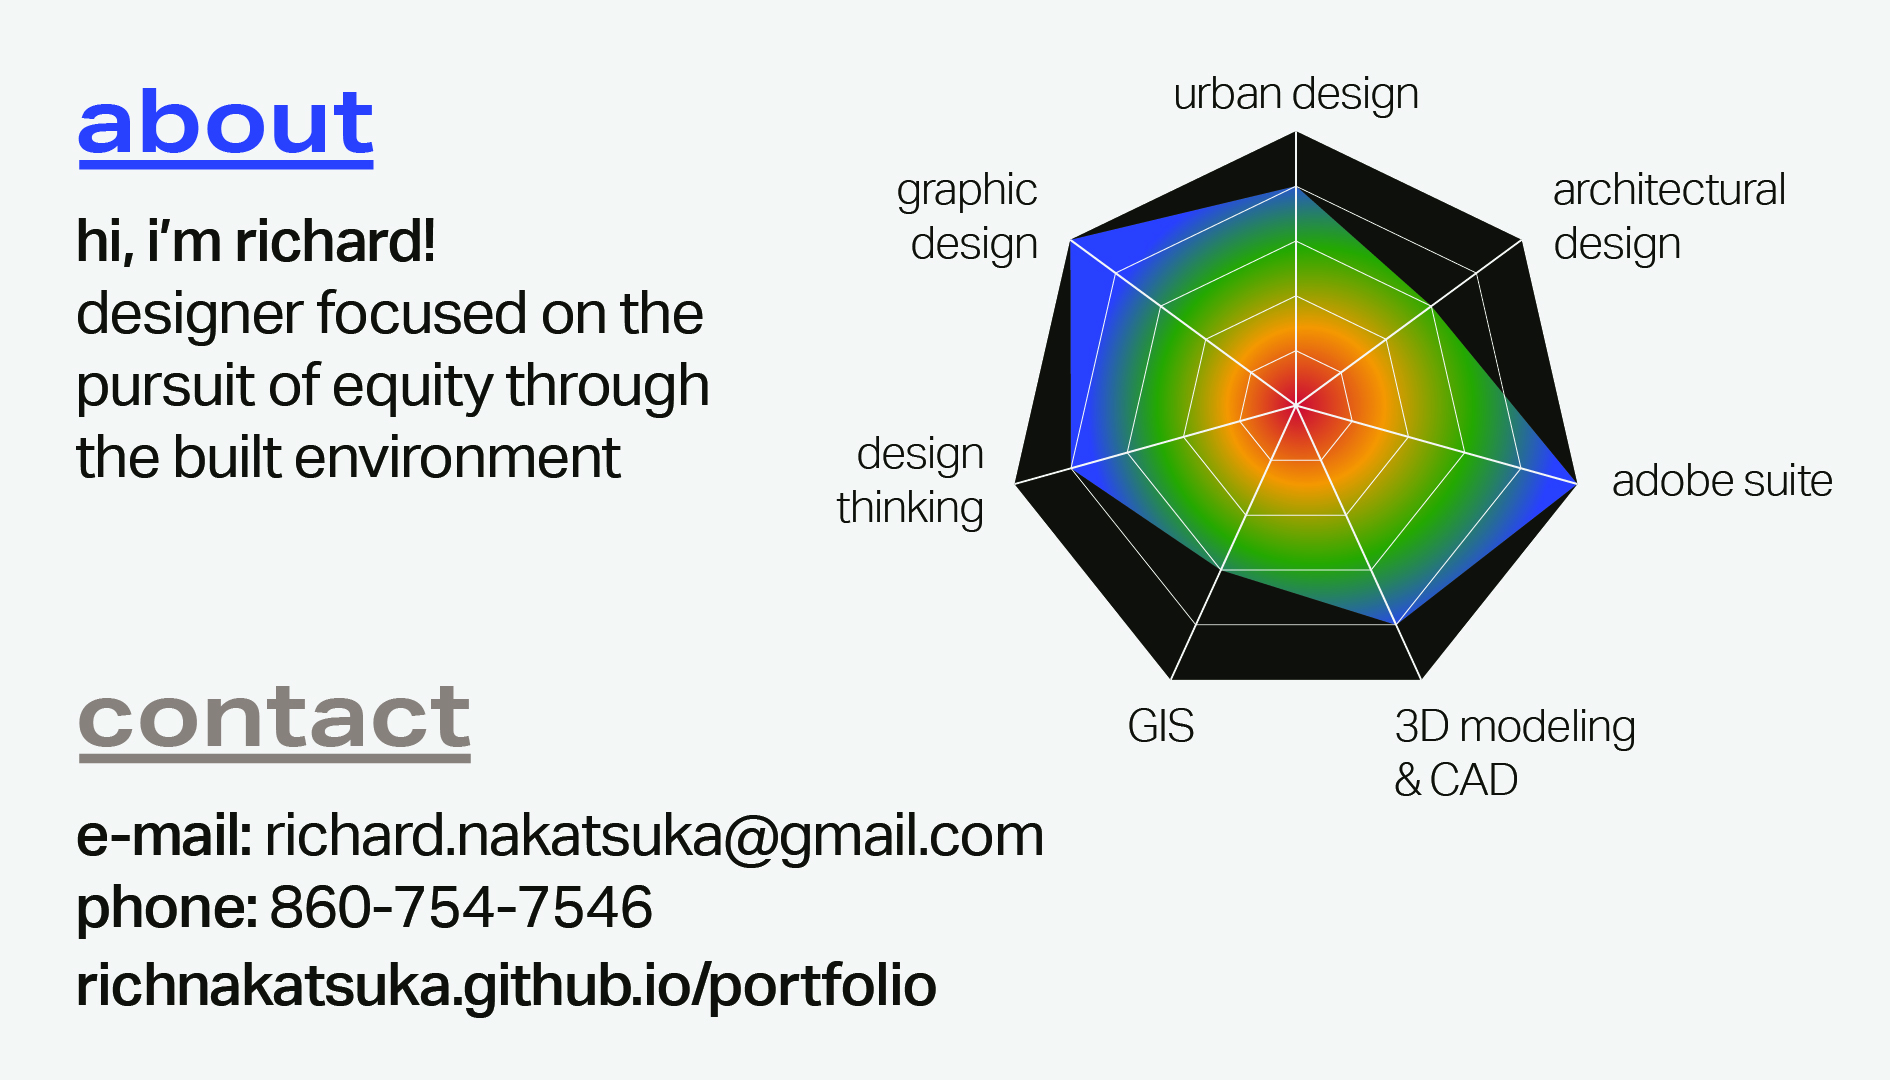 about
hi, i’m richard!
designer focused on the
pursuit of equity through
the built environment
contact
e-mail: richard.nakatsuka@gmail.com
phone: 860-754-7546
richnakatsuka.github.io/portfolio
urban design
architectural
design
adobe suite
3D modeling
& CAD
GIS
design
thinking
graphic
design